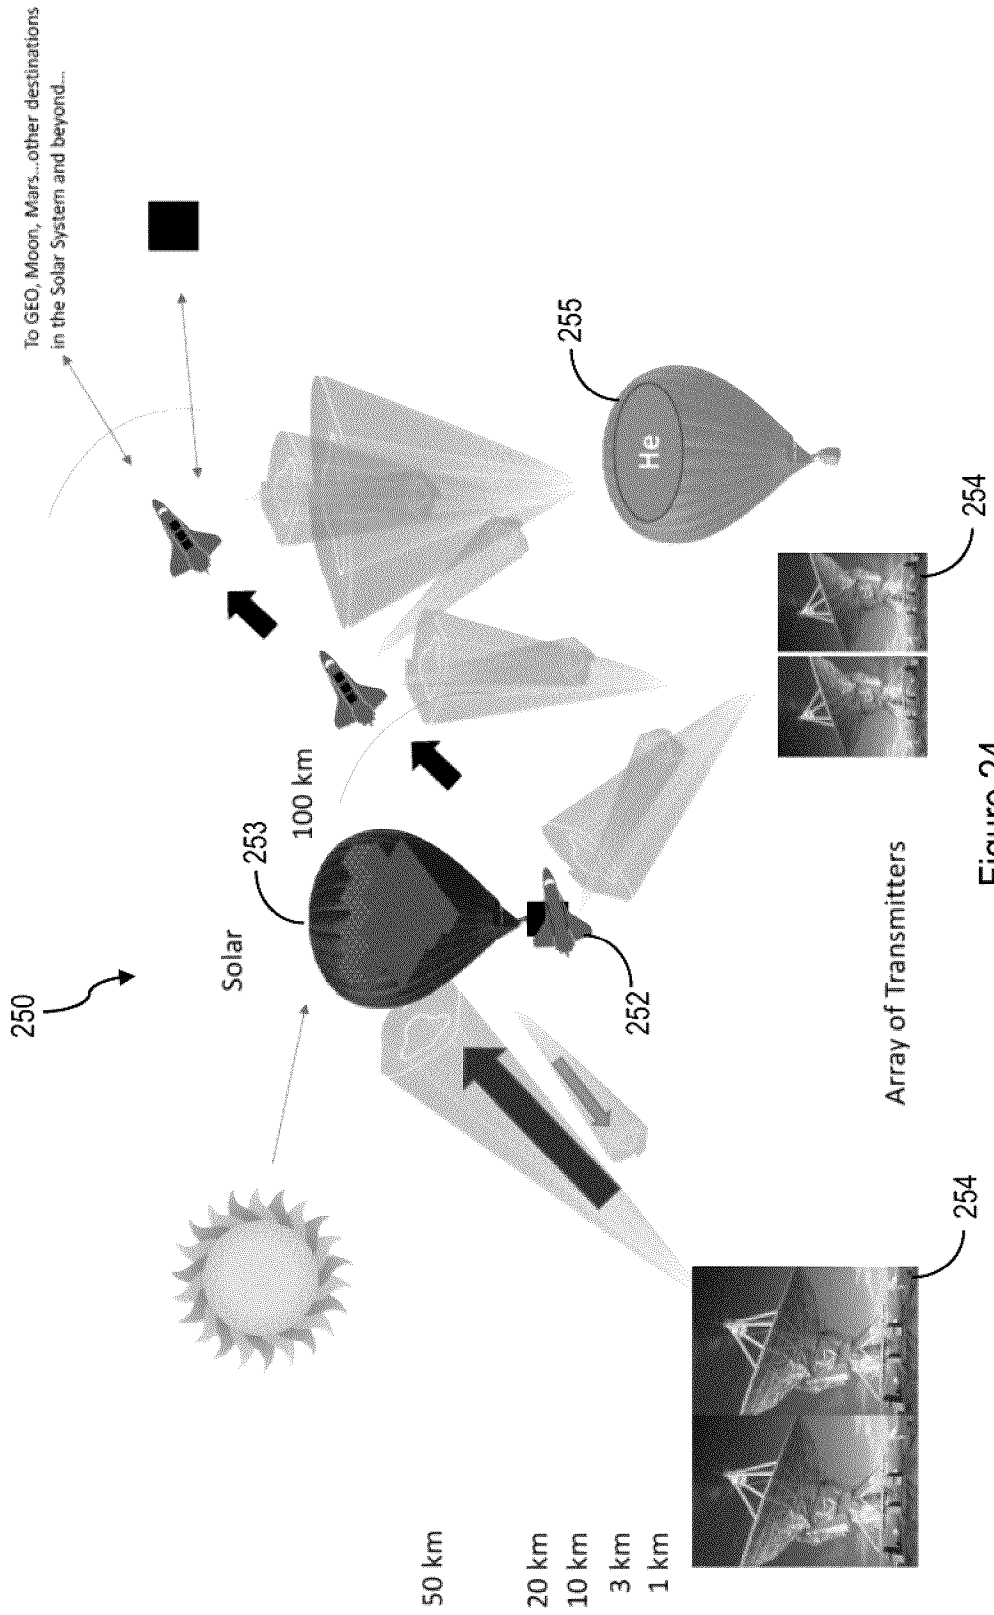 To GEO, Moon, Mars...other destinations
in the Solar System and beyond...
250
Solar
253
100 km
255
He
252
50 km
20 km
10 km
3 km
1 km
254
254
Array of Transmitters
Figure 24